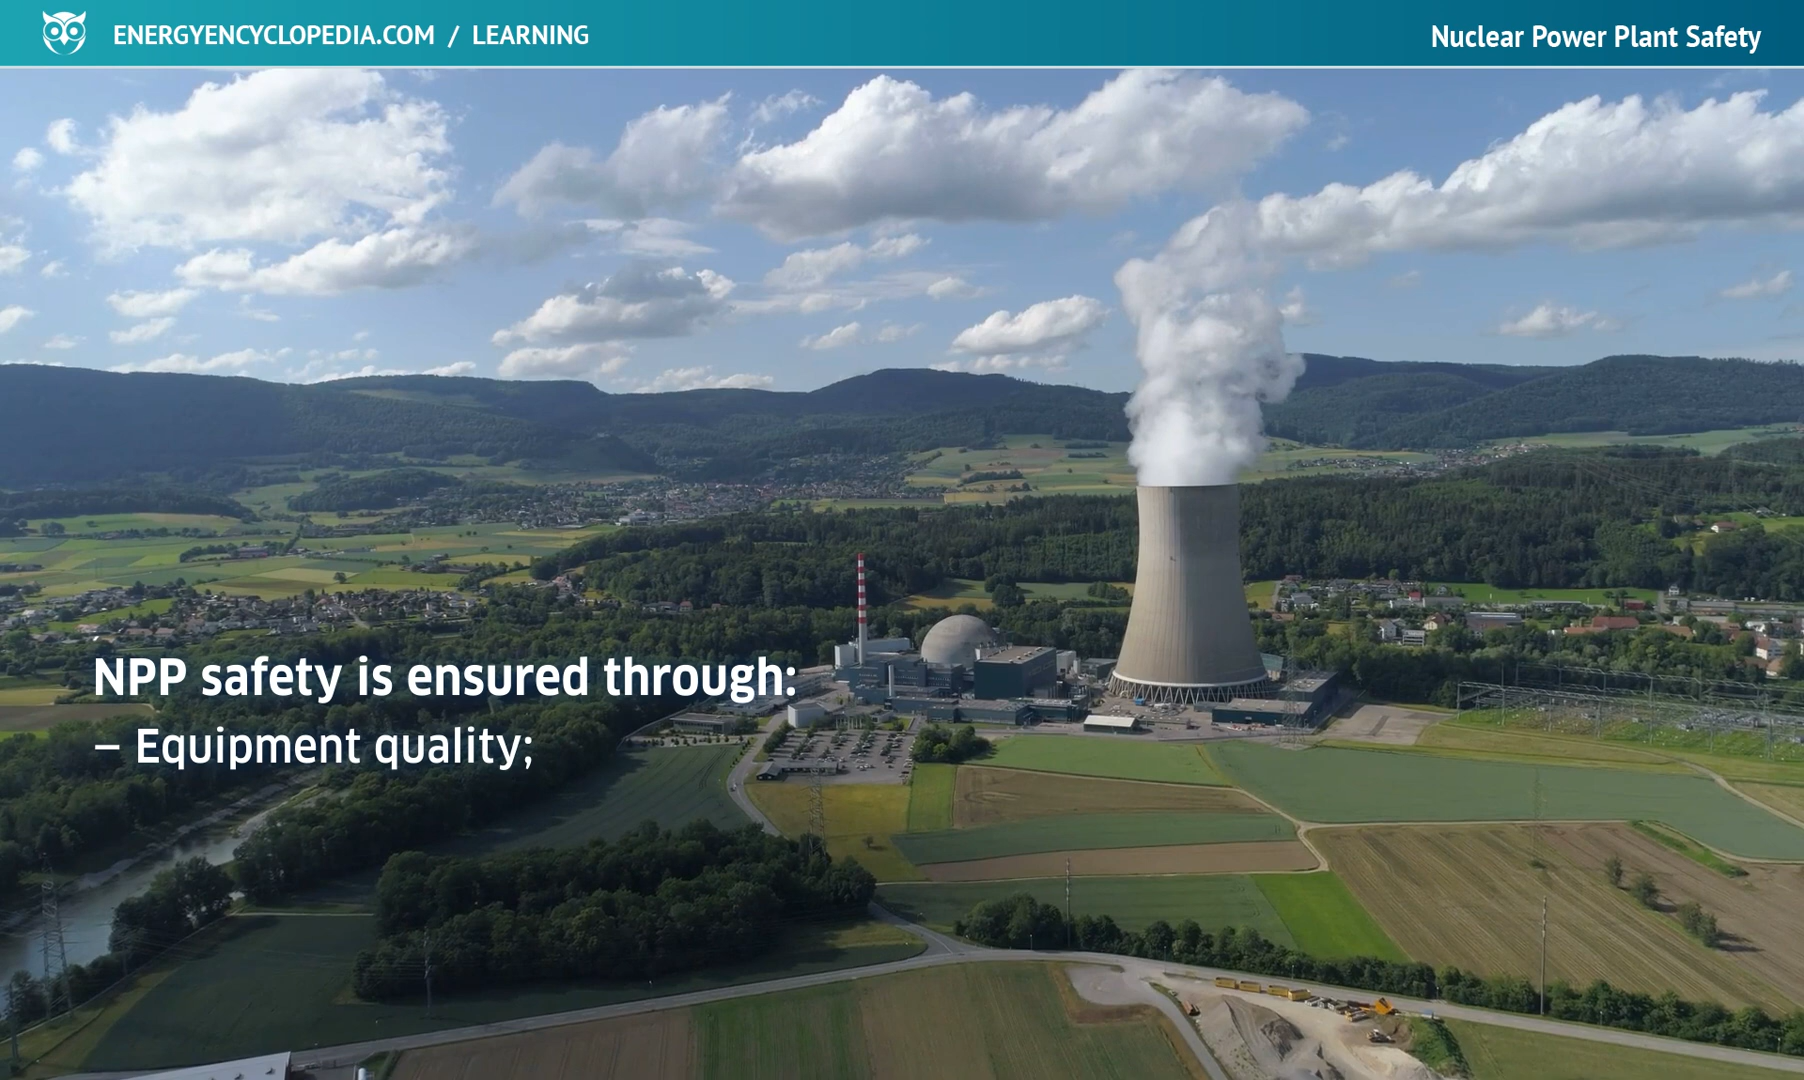 ENERGYENCYCLOPEDIA.COM / LEARNING
Nuclear Power Plant Safety
NPP safety is ensured through:
– Equipment quality;